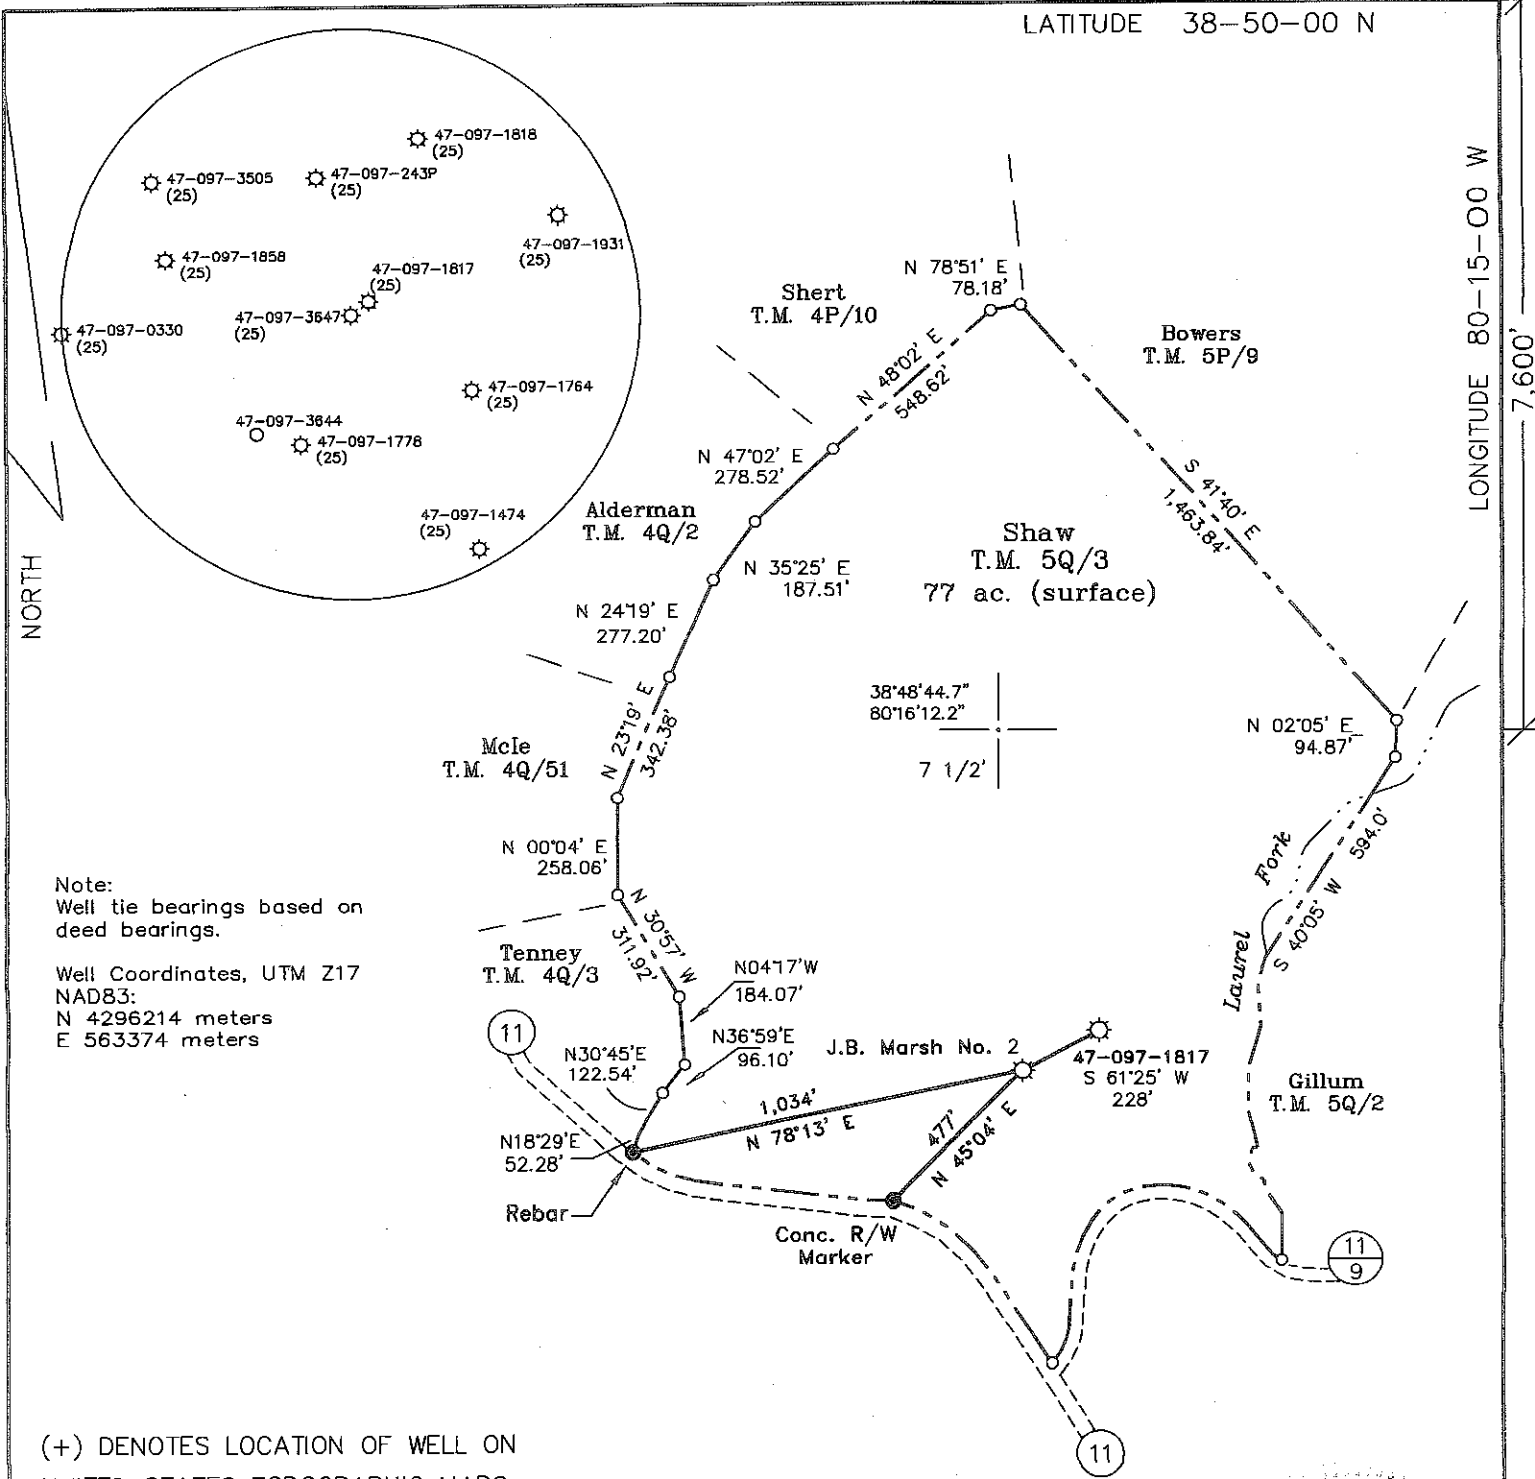 LATITUDE 38-50-00 N
LONGITUDE 80-15-00 W
7,600'
NORTH
47-097-1818
(25)
47-097-3505
(25)
47-097-243P
(25)
47-097-1931
(25)
47-097-1858
(25)
47-097-1817
(25)
47-097-3647
(25)
47-097-0330
(25)
47-097-1764
(25)
47-097-3644
47-097-1778
(25)
47-097-1474
(25)
N 78°51' E
78.18'
Shert
T.M. 4P/10
Bowers
T.M. 5P/9
N 48°02' E
548.62'
N 47°02' E
278.52'
S 41°40' E
1,463.84'
Alderman
T.M. 4Q/2
Shaw
T.M. 5Q/3
77 ac. (surface)
N 35°25' E
187.51'
N 24°19' E
277.20'
38°48'44.7"
80°16'12.2"
7 1/2'
N 02°05' E
94.87'
N 23°19' E
342.38'
McIe
T.M. 4Q/51
N 00°04' E
258.06'
594.0'
S 40°05' W
Laurel Fork
Note:
Well tie bearings based on
deed bearings.
Well Coordinates, UTM Z17
NAD83:
N 4296214 meters
E 563374 meters
N 30°57' W
311.92'
Tenney
T.M. 4Q/3
N04°17'W
184.07'
11
N36°59'E
96.10'
J.B. Marsh No. 2
47-097-1817
S 61°25' W
228'
N30°45'E
122.54'
Gillum
T.M. 5Q/2
1,034'
N 78°13' E
477'
N 45°04' E
N18°29'E
52.28'
Rebar
Conc. R/W
Marker
11
9
11
(+) DENOTES LOCATION OF WELL ON
UNITED STATES TOPOGRAPHIC MAPS